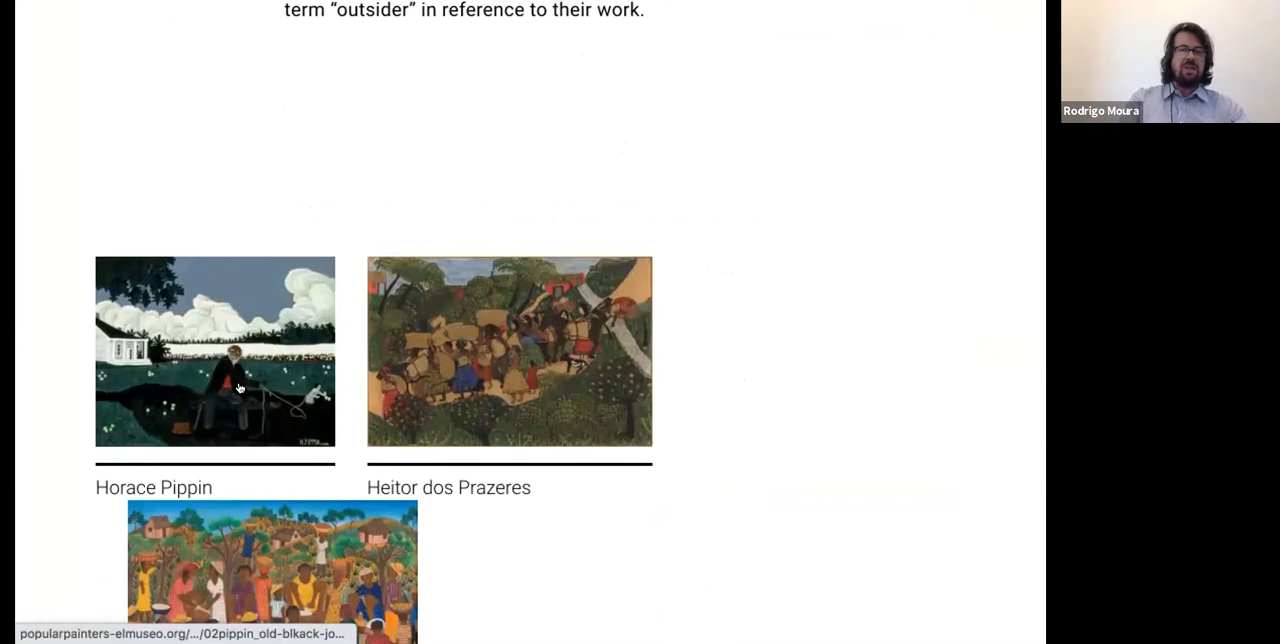 term “outsider” in reference to their work.
Rodrigo Moura
H. PIPPIN
Horace Pippin
Heitor dos Prazeres
popularpainters-elmuseo.org/.../02pippin_old-blkack-jo...